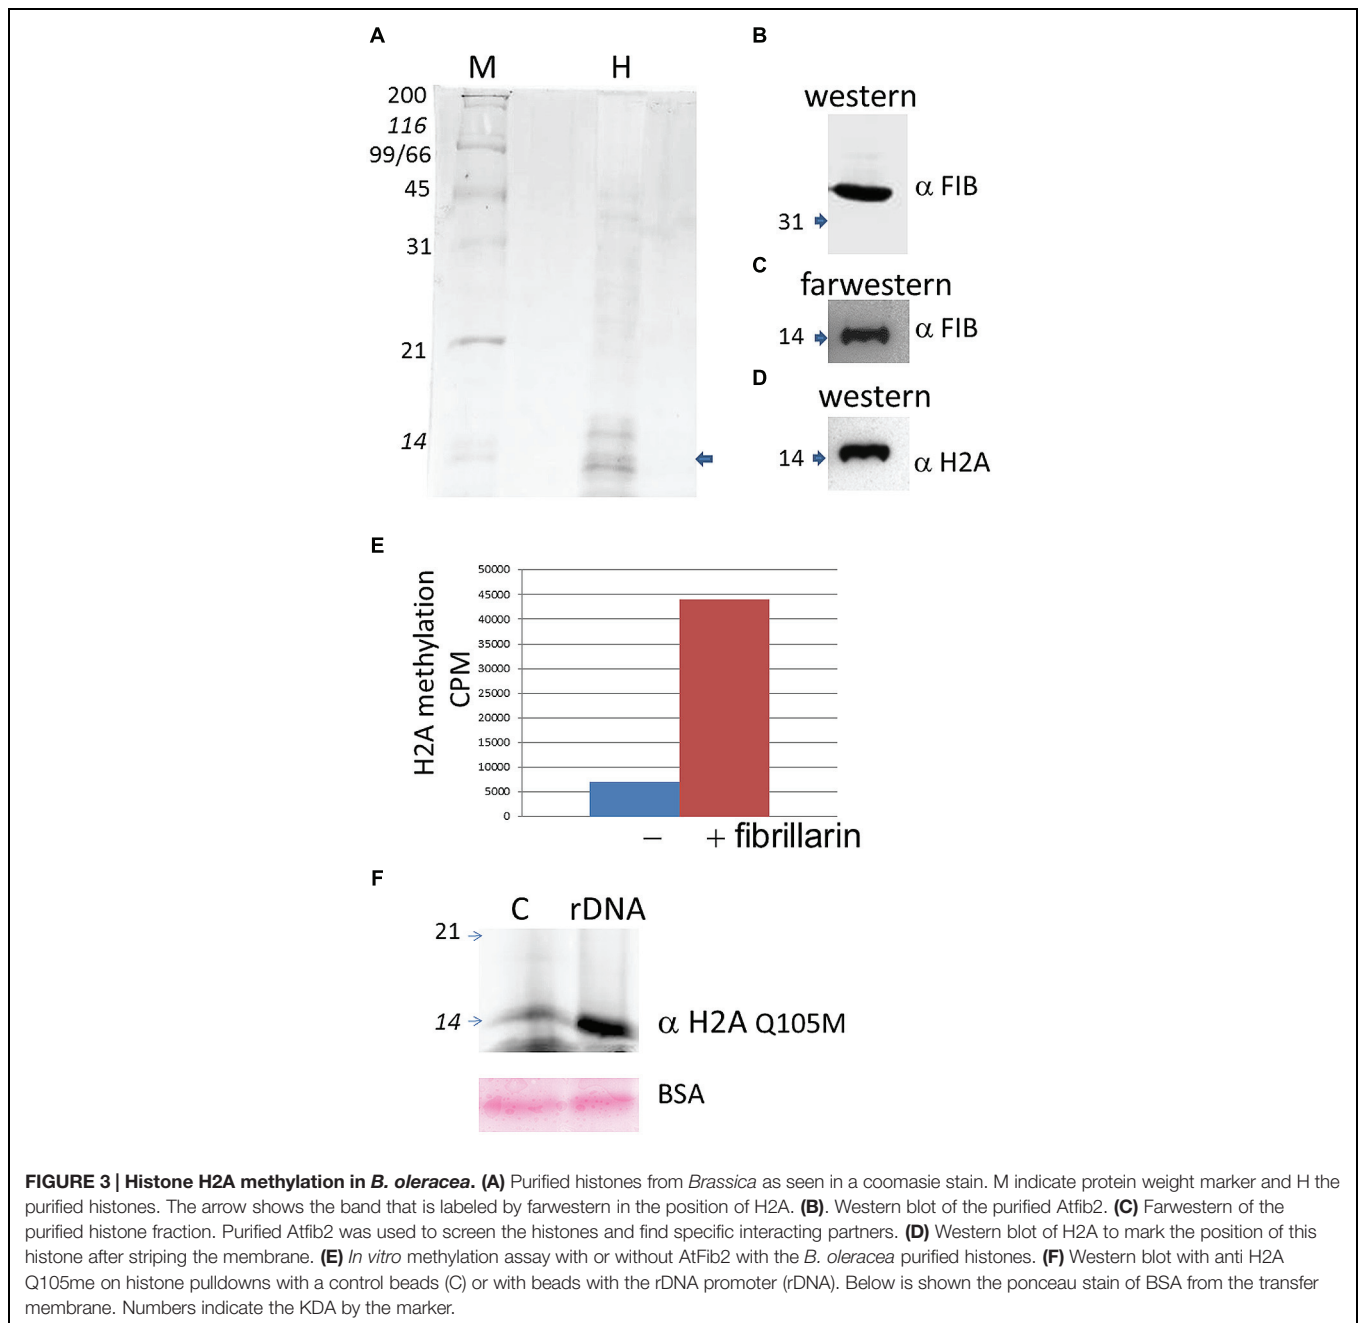 A
M H
200
116
99/66
45
31
21
14
B
western
α FIB
31
C
farwestern
14
α FIB
D
western
14
α H2A
E
H2A methylation
CPM
50000
45000
40000
35000
30000
25000
20000
15000
10000
5000
0
− + fibrillarin
F
C rDNA
21
14
α H2A Q105M
BSA
FIGURE 3 | Histone H2A methylation in B. oleracea. (A) Purified histones from Brassica as seen in a coomasie stain. M indicate protein weight marker and H the
purified histones. The arrow shows the band that is labeled by farwestern in the position of H2A. (B). Western blot of the purified Atfib2. (C) Farwestern of the
purified histone fraction. Purified Atfib2 was used to screen the histones and find specific interacting partners. (D) Western blot of H2A to mark the position of this
histone after striping the membrane. (E) In vitro methylation assay with or without AtFib2 with the B. oleracea purified histones. (F) Western blot with anti H2A
Q105me on histone pulldowns with a control beads (C) or with beads with the rDNA promoter (rDNA). Below is shown the ponceau stain of BSA from the transfer
membrane. Numbers indicate the KDA by the marker.